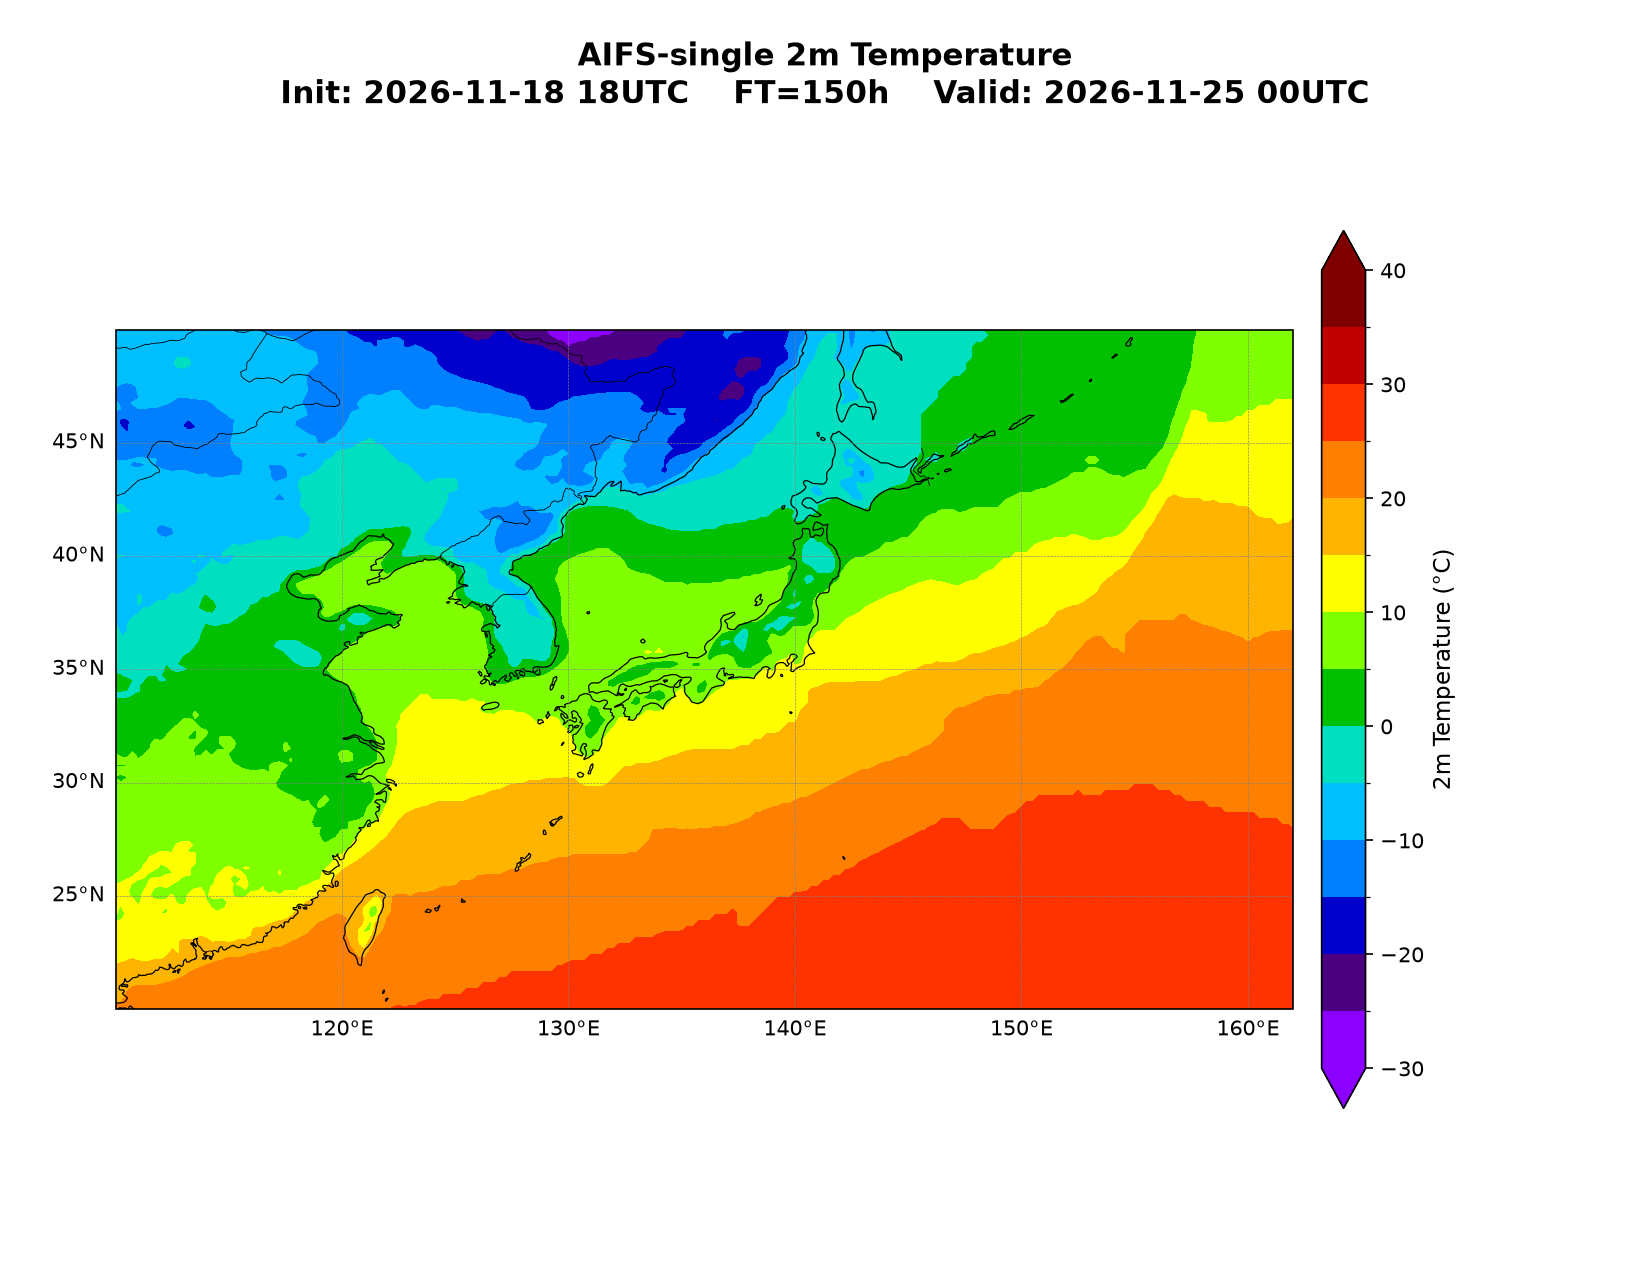 AIFS-single 2m Temperature
Init: 2026-11-18 18UTC    FT=150h    Valid: 2026-11-25 00UTC
45°N
40°N
35°N
30°N
25°N
120°E
130°E
140°E
150°E
160°E
40
30
20
10
0
−10
−20
−30
2m Temperature (°C)